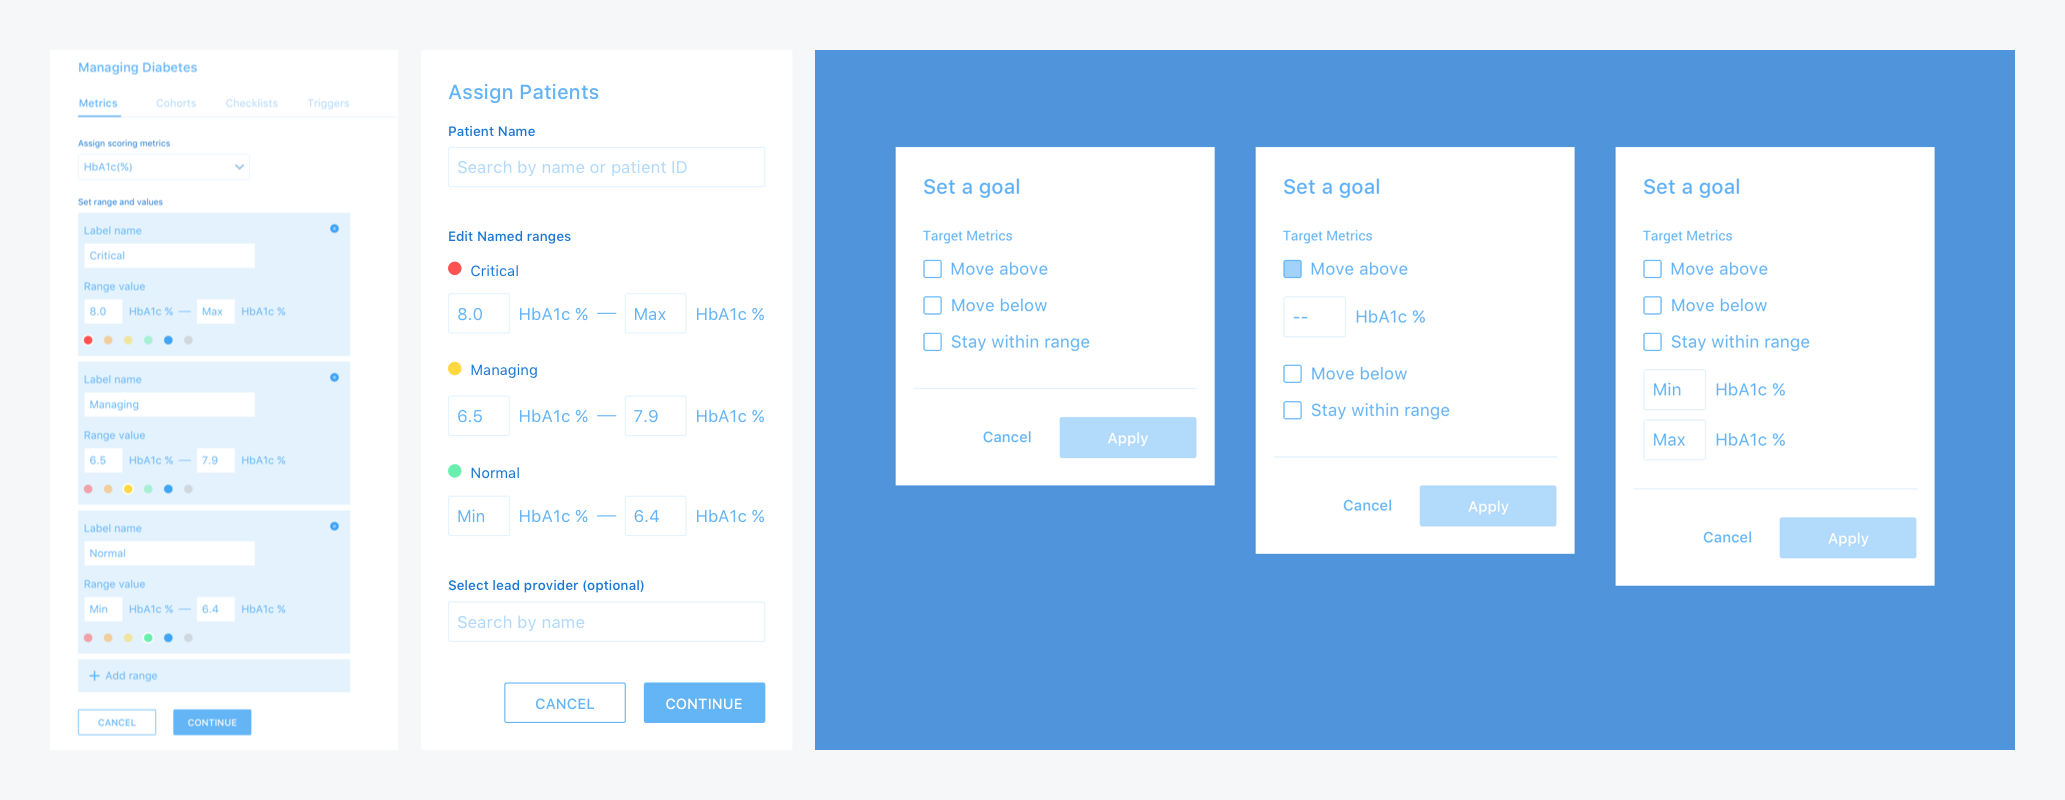 Managing Diabetes
Metrics Cohorts Checklists Triggers
Assign scoring metrics
HbA1c(%)
Set range and values
Label name
Critical
Range value
8.0 HbA1c % — Max HbA1c %
Label name
Managing
Range value
6.5 HbA1c % — 7.9 HbA1c %
Label name
Normal
Range value
Min HbA1c % — 6.4 HbA1c %
+ Add range
CANCEL CONTINUE
Assign Patients
Patient Name
Search by name or patient ID
Edit Named ranges
Critical
8.0 HbA1c % — Max HbA1c %
Managing
6.5 HbA1c % — 7.9 HbA1c %
Normal
Min HbA1c % — 6.4 HbA1c %
Select lead provider (optional)
Search by name
CANCEL CONTINUE
Set a goal
Target Metrics
Move above
Move below
Stay within range
Cancel Apply
Set a goal
Target Metrics
Move above
-- HbA1c %
Move below
Stay within range
Cancel Apply
Set a goal
Target Metrics
Move above
Move below
Stay within range
Min HbA1c %
Max HbA1c %
Cancel Apply